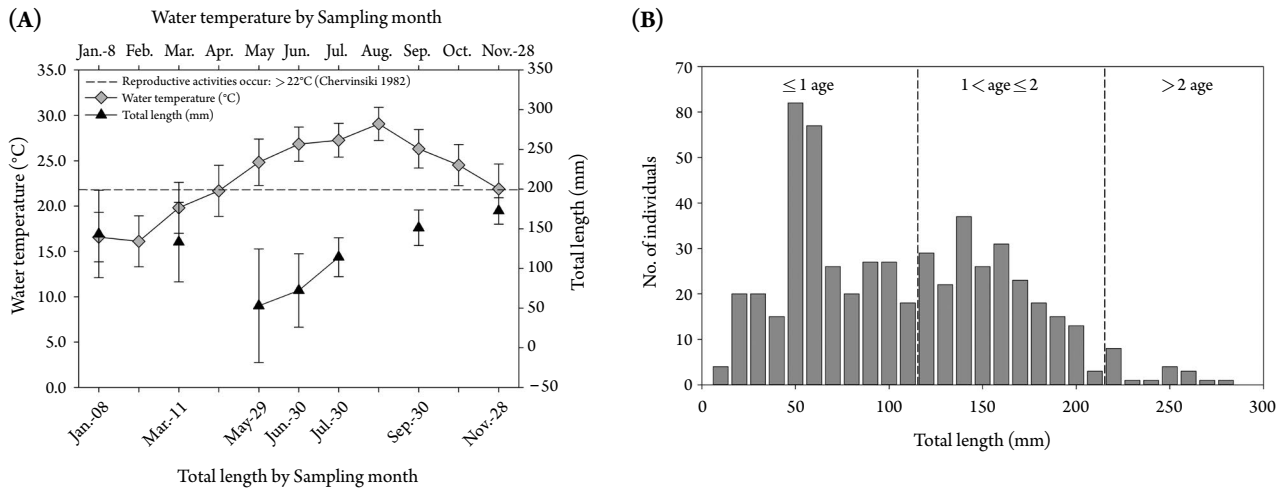 (A)
Water temperature by Sampling month
Jan.-8 Feb. Mar. Apr. May Jun. Jul. Aug. Sep. Oct. Nov.-28
Reproductive activities occur: >22°C (Chervinsiki 1982)
Water temperature (°C)
Total length (mm)
35.0
30.0
25.0
20.0
15.0
10.0
5.0
0.0
Water temperature (°C)
350
300
250
200
150
100
50
0
−50
Total length (mm)
Jan.-08 Mar.-11 May-29 Jun.-30 Jul.-30 Sep.-30 Nov.-28
Total length by Sampling month
(B)
≤ 1 age 1 < age ≤ 2 > 2 age
70
60
50
40
30
20
10
0
No. of individuals
0 50 100 150 200 250 300
Total length (mm)